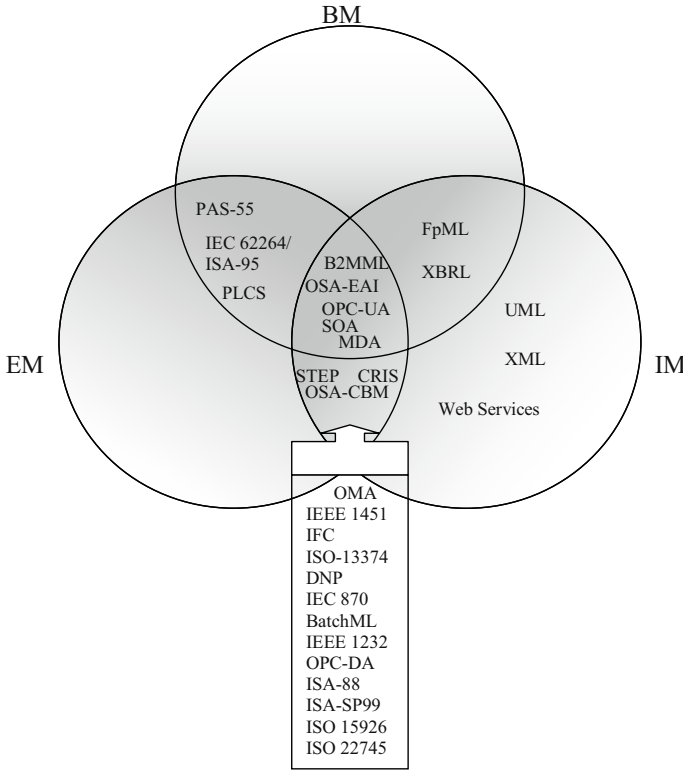 BM
PAS-55
IEC 62264/
ISA-95
PLCS
FpML
XBRL
B2MML
OSA-EAI
OPC-UA
SOA
MDA
UML
XML
Web Services
EM
IM
STEP CRIS
OSA-CBM
OMA
IEEE 1451
IFC
ISO-13374
DNP
IEC 870
BatchML
IEEE 1232
OPC-DA
ISA-88
ISA-SP99
ISO 15926
ISO 22745